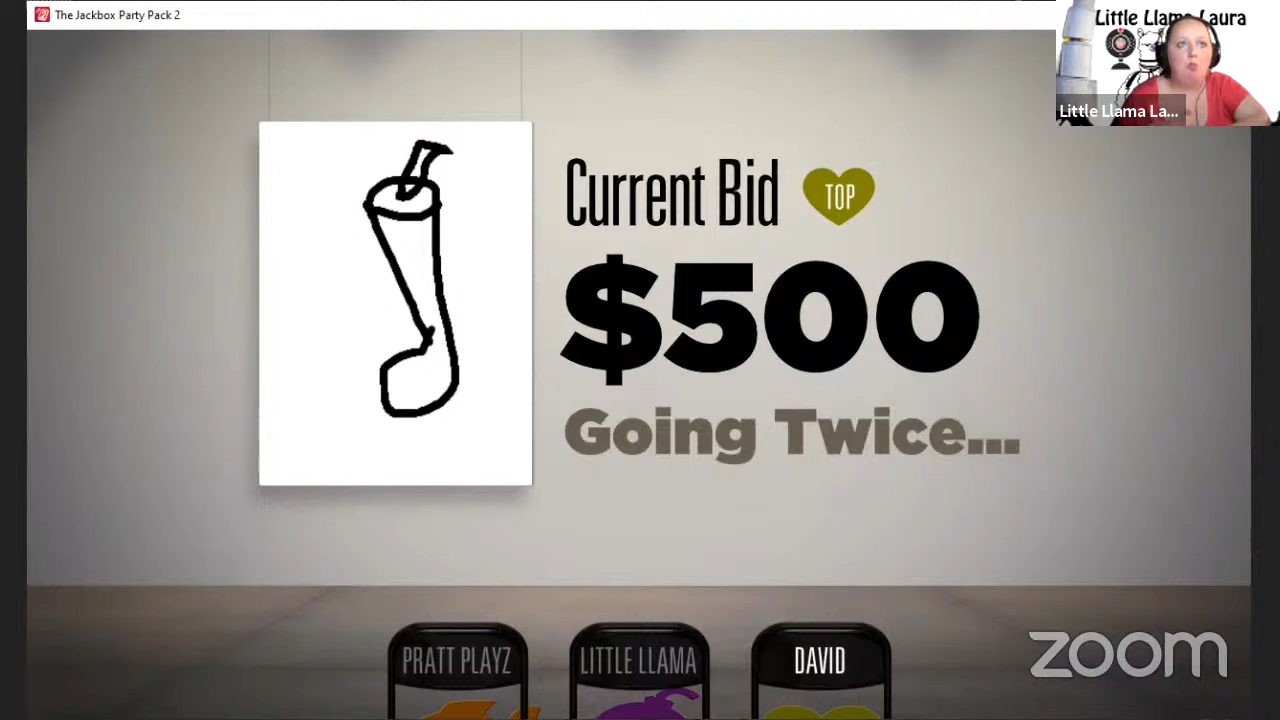 The Jackbox Party Pack 2
Little Llama Laura
Little Llama La...
Current Bid
TOP
$500
Going Twice...
PRATT PLAYZ
LITTLE LLAMA
DAVID
zoom